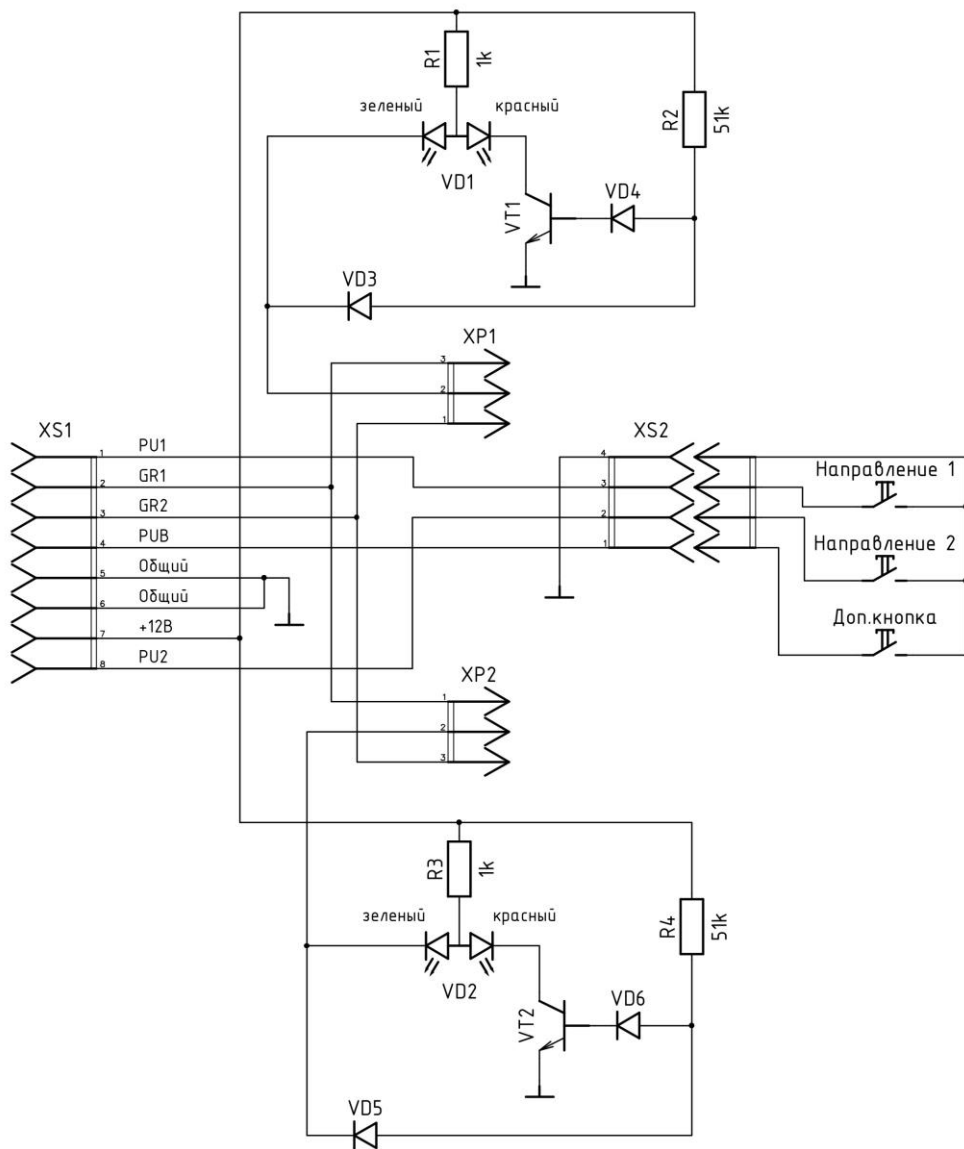 R1
1k
зеленый
красный
VD1
R2
51k
VT1
VD4
VD3
XP1
3
2
1
XS1
1
PU1
2
GR1
3
GR2
4
PUB
5
Общий
6
Общий
7
+12В
8
PU2
XS2
4
3
2
1
Направление 1
Направление 2
Доп.кнопка
XP2
1
2
3
R3
1k
зеленый
красный
VD2
R4
51k
VT2
VD6
VD5